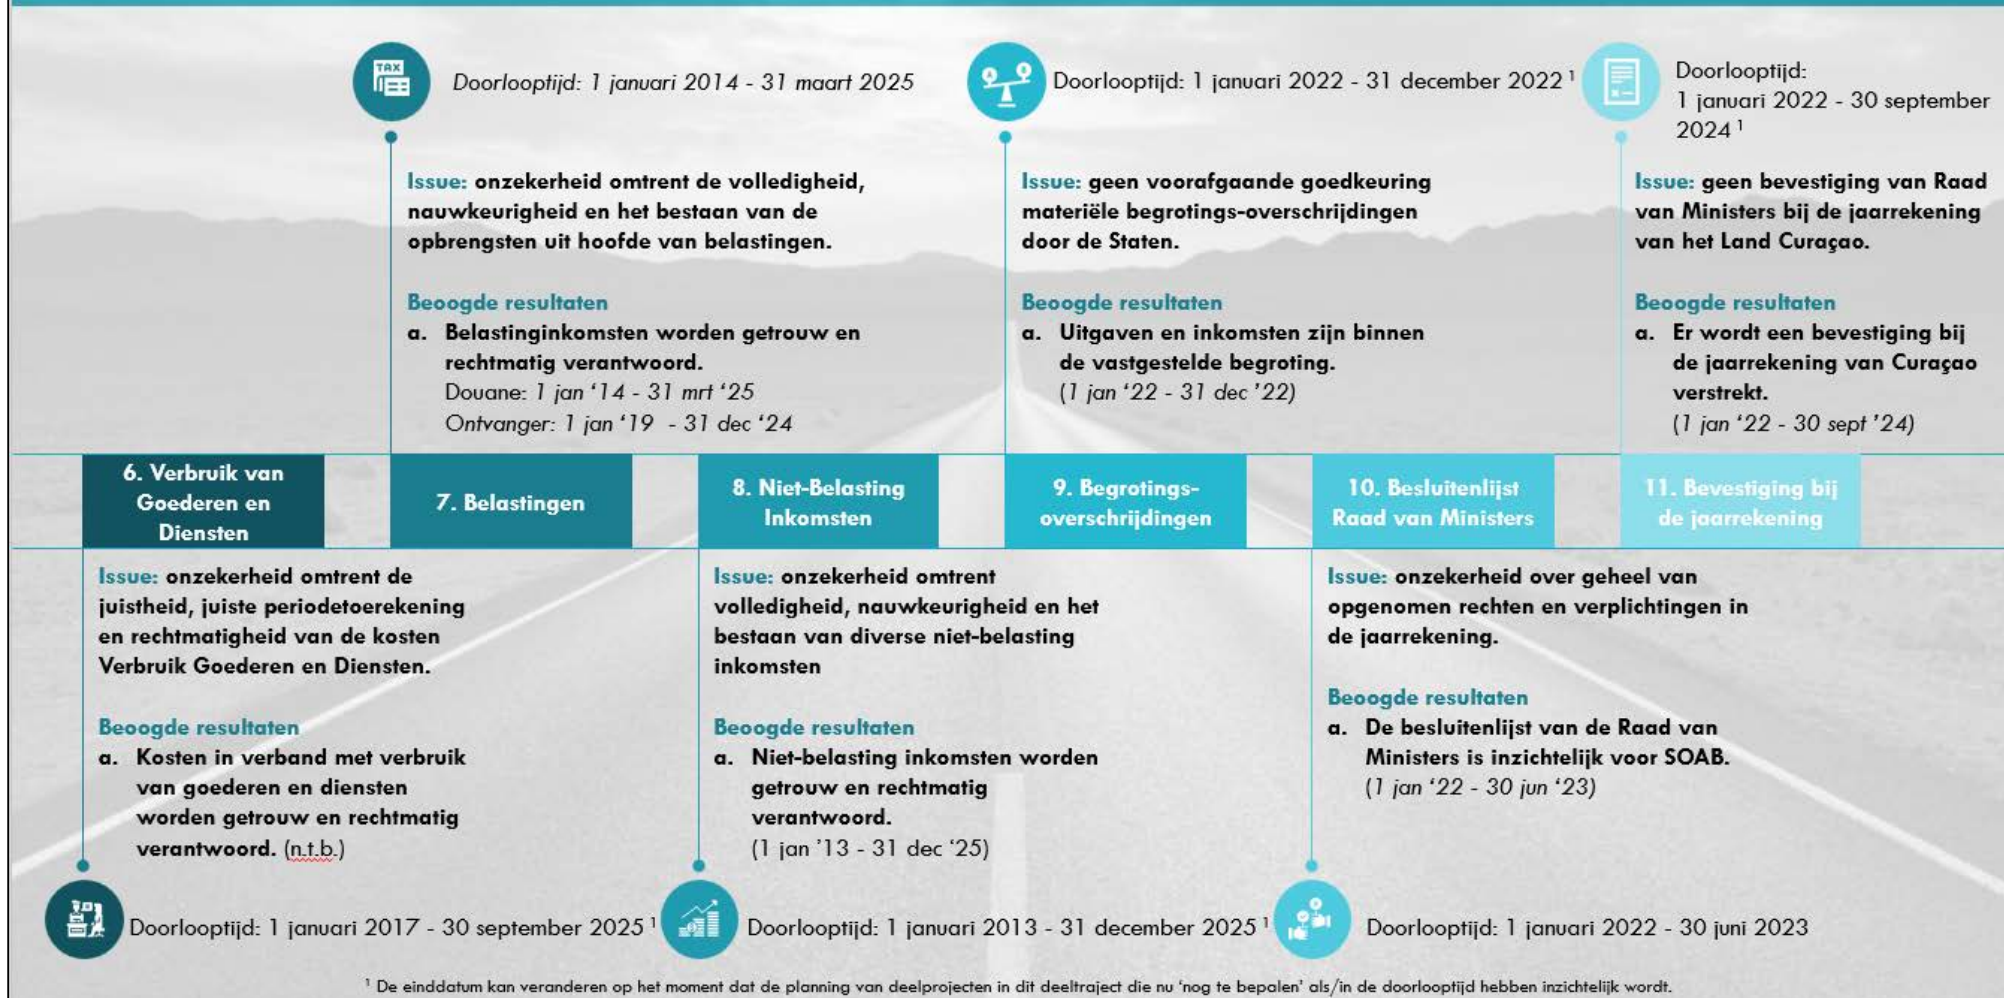 TAX
Doorlooptijd: 1 januari 2014 - 31 maart 2025
Issue: onzekerheid omtrent de volledigheid,
nauwkeurigheid en het bestaan van de
opbrengsten uit hoofde van belastingen.
Beoogde resultaten
a. Belastinginkomsten worden getrouw en
rechtmatig verantwoord.
Douane: 1 jan ‘14 - 31 mrt ‘25
Ontvanger: 1 jan ‘19 - 31 dec ‘24
Doorlooptijd: 1 januari 2022 - 31 december 2022 ¹
Issue: geen voorafgaande goedkeuring
materiële begrotings-overschrijdingen
door de Staten.
Beoogde resultaten
a. Uitgaven en inkomsten zijn binnen
de vastgestelde begroting.
(1 jan ‘22 - 31 dec ’22)
Doorlooptijd:
1 januari 2022 - 30 september
2024 ¹
Issue: geen bevestiging van Raad
van Ministers bij de jaarrekening
van het Land Curaçao.
Beoogde resultaten
a. Er wordt een bevestiging bij
de jaarrekening van Curaçao
verstrekt.
(1 jan ‘22 - 30 sept ’24)
6. Verbruik van
Goederen en
Diensten
7. Belastingen
8. Niet-Belasting
Inkomsten
9. Begrotings-
overschrijdingen
10. Besluitenlijst
Raad van Ministers
11. Bevestiging bij
de jaarrekening
Issue: onzekerheid omtrent de
juistheid, juiste periodetoerekening
en rechtmatigheid van de kosten
Verbruik Goederen en Diensten.
Beoogde resultaten
a. Kosten in verband met verbruik
van goederen en diensten
worden getrouw en rechtmatig
verantwoord. (n.t.b.)
Doorlooptijd: 1 januari 2017 - 30 september 2025 ¹
Issue: onzekerheid omtrent
volledigheid, nauwkeurigheid en het
bestaan van diverse niet-belasting
inkomsten
Beoogde resultaten
a. Niet-belasting inkomsten worden
getrouw en rechtmatig
verantwoord.
(1 jan ’13 - 31 dec ‘25)
Doorlooptijd: 1 januari 2013 - 31 december 2025 ¹
Issue: onzekerheid over geheel van
opgenomen rechten en verplichtingen in
de jaarrekening.
Beoogde resultaten
a. De besluitenlijst van de Raad van
Ministers is inzichtelijk voor SOAB.
(1 jan ‘22 - 30 jun ‘23)
Doorlooptijd: 1 januari 2022 - 30 juni 2023
¹ De einddatum kan veranderen op het moment dat de planning van deelprojecten in dit deeltraject die nu ‘nog te bepalen’ als/in de doorlooptijd hebben inzichtelijk wordt.